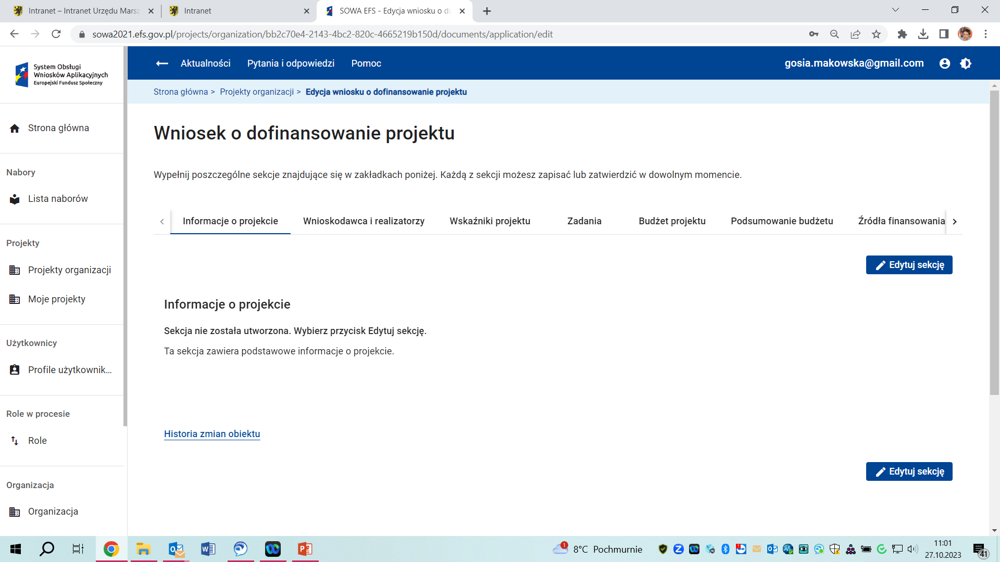 Intranet – Intranet Urzędu Marsz
Intranet
SOWA EFS - Edycja wniosku o do
sowa2021.efs.gov.pl/projects/organization/bb2c70e4-2143-4bc2-820c-4665219b150d/documents/application/edit
System Obsługi
Wniosków Aplikacyjnych
Europejski Fundusz Społeczny
Aktualności
Pytania i odpowiedzi
Pomoc
gosia.makowska@gmail.com
Strona główna > Projekty organizacji > Edycja wniosku o dofinansowanie projektu
Strona główna
Nabory
Lista naborów
Projekty
Projekty organizacji
Moje projekty
Użytkownicy
Profile użytkownik...
Role w procesie
Role
Organizacja
Organizacja
Wniosek o dofinansowanie projektu
Wypełnij poszczególne sekcje znajdujące się w zakładkach poniżej. Każdą z sekcji możesz zapisać lub zatwierdzić w dowolnym momencie.
Informacje o projekcie
Wnioskodawca i realizatorzy
Wskaźniki projektu
Zadania
Budżet projektu
Podsumowanie budżetu
Źródła finansowania
Edytuj sekcję
Informacje o projekcie
Sekcja nie została utworzona. Wybierz przycisk Edytuj sekcję.
Ta sekcja zawiera podstawowe informacje o projekcie.
Historia zmian obiektu
Edytuj sekcję
1
8°C Pochmurnie
11:01
27.10.2023
41